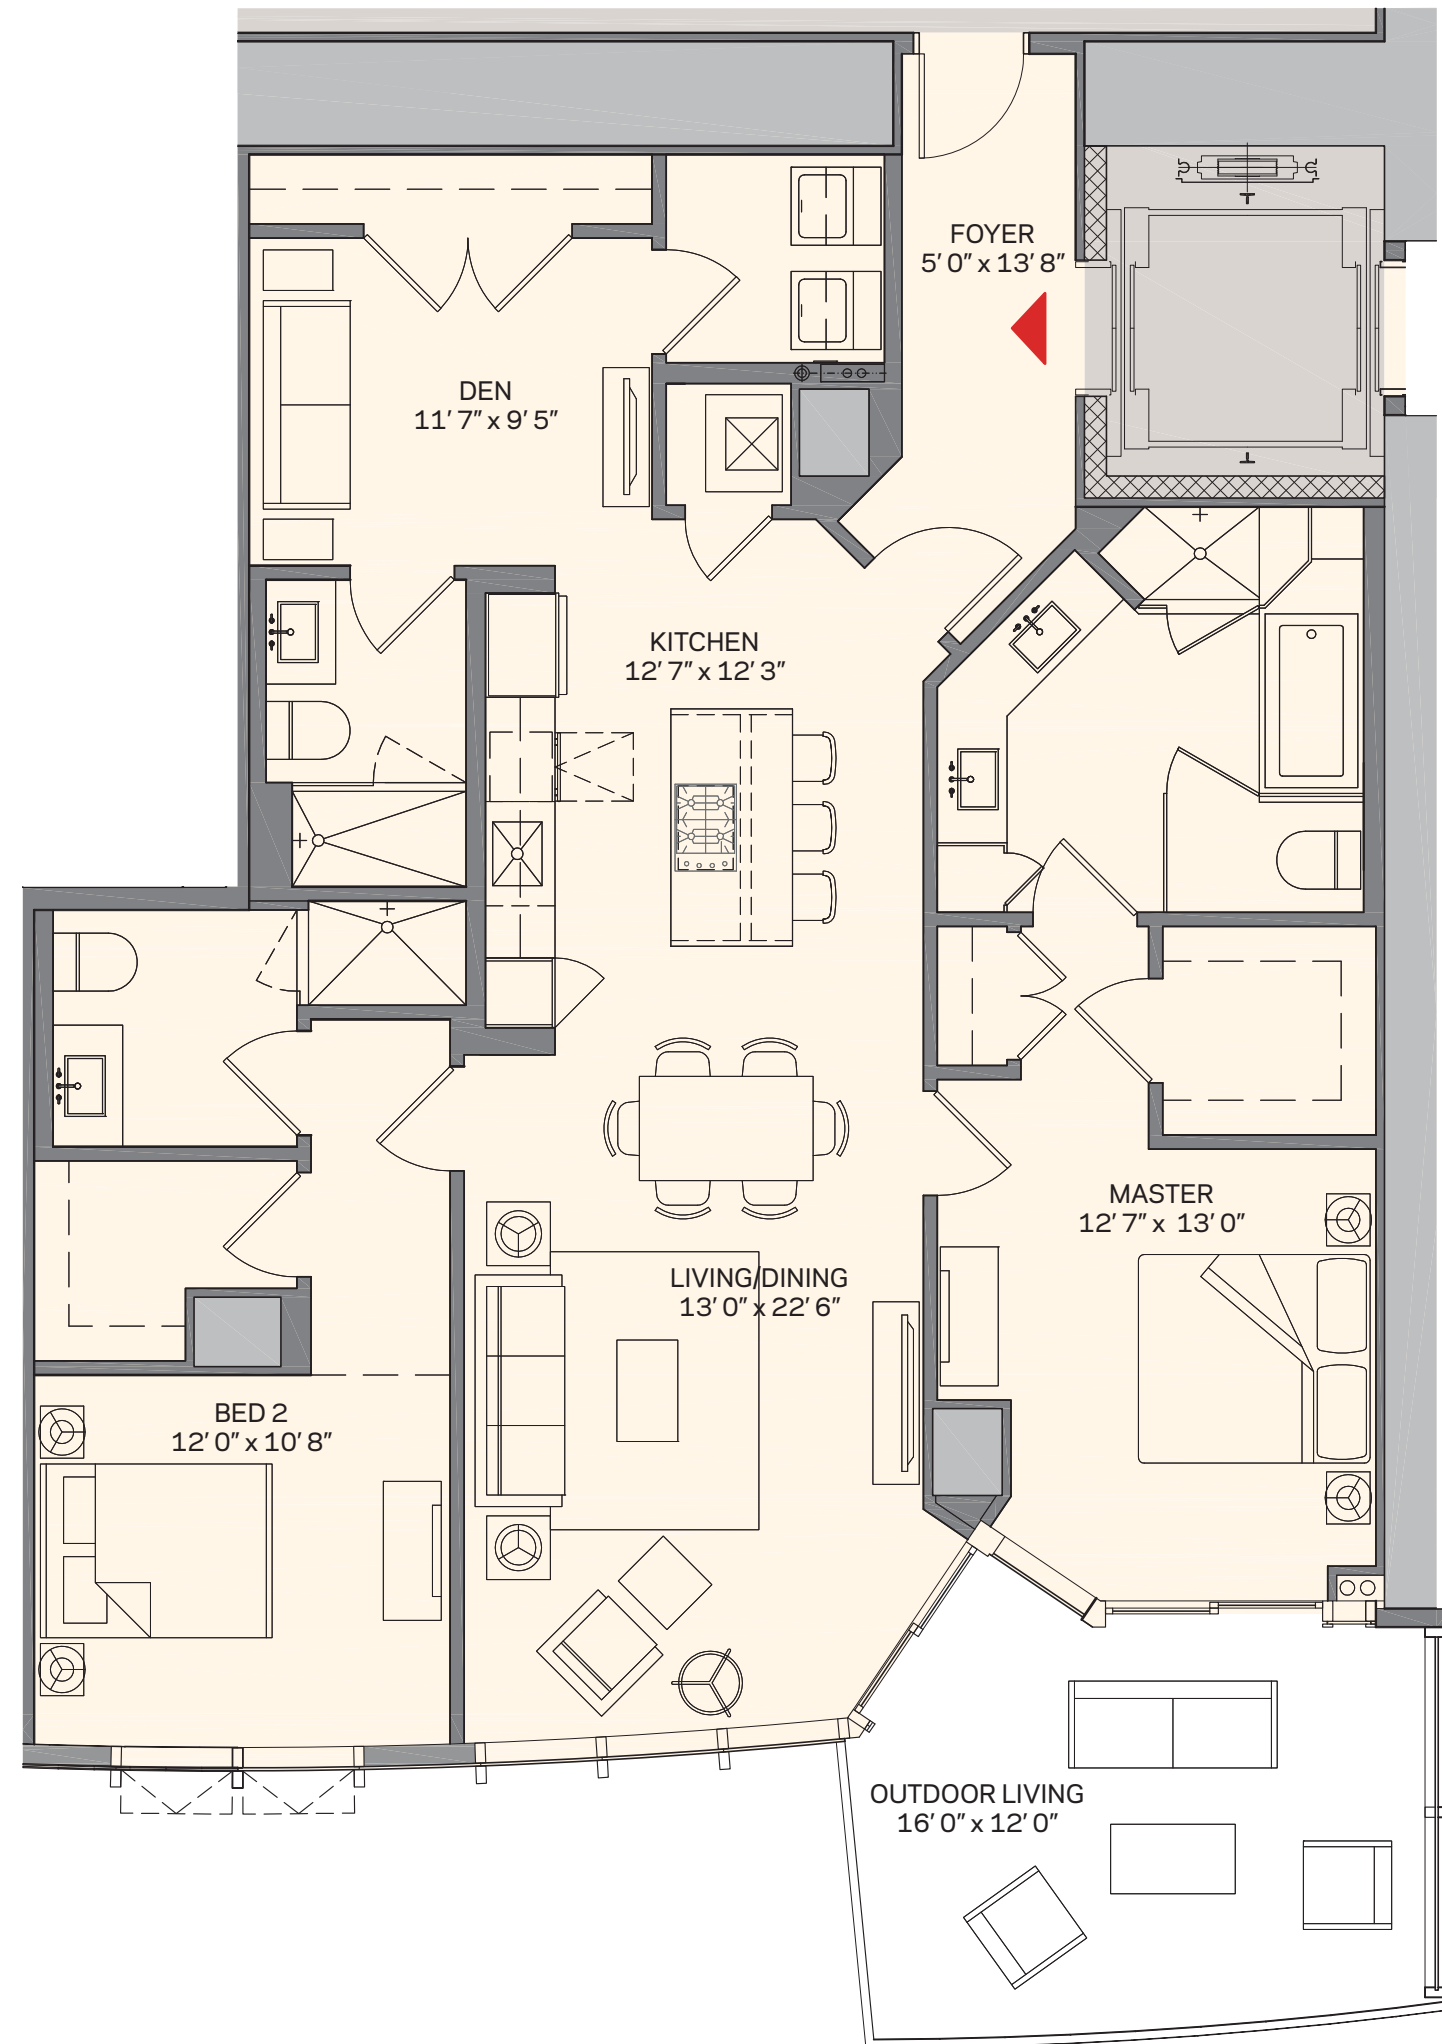 FOYER
5' 0" x 13' 8"
DEN
11' 7" x 9' 5"
KITCHEN
12' 7" x 12' 3"
MASTER
12' 7" x 13' 0"
LIVING/DINING
13' 0" x 22' 6"
BED 2
12' 0" x 10' 8"
OUTDOOR LIVING
16' 0" x 12' 0"